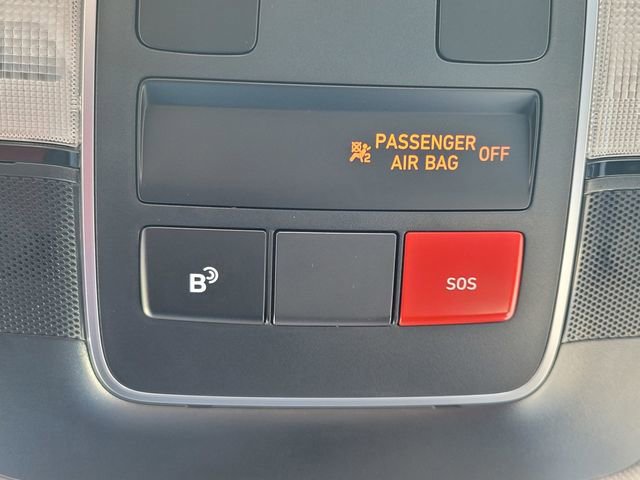 PASSENGER
AIR BAG OFF
B
SOS